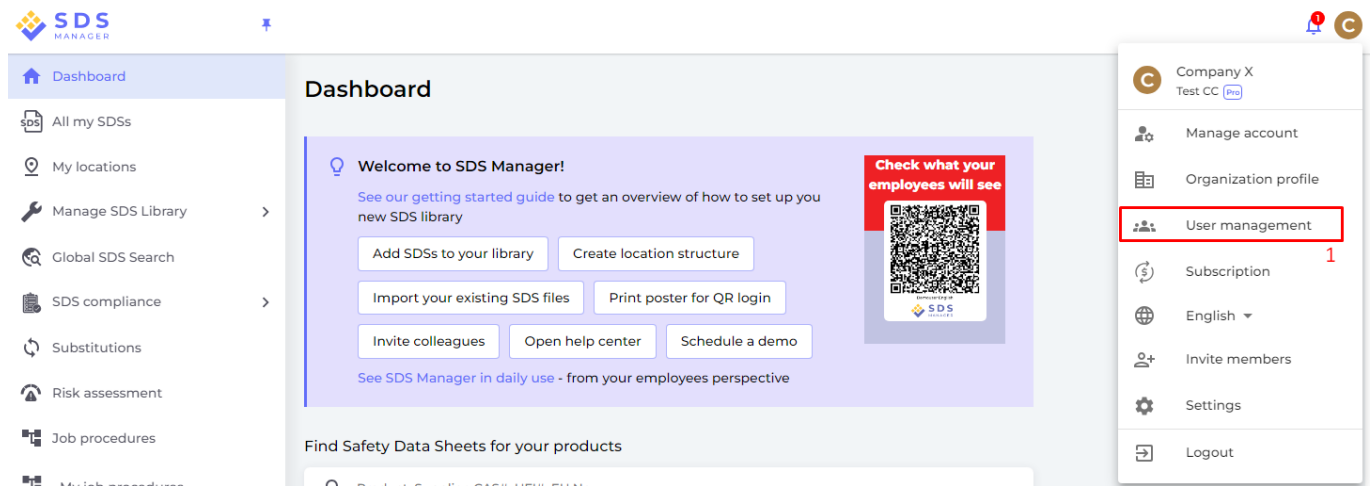 SDS
MANAGER
1
C
Dashboard
SDS
All my SDSs
My locations
Manage SDS Library
Global SDS Search
SDS compliance
Substitutions
Risk assessment
Job procedures
My job procedures
Dashboard
Welcome to SDS Manager!
See our getting started guide to get an overview of how to set up you
new SDS library
Add SDSs to your library
Create location structure
Import your existing SDS files
Print poster for QR login
Invite colleagues
Open help center
Schedule a demo
See SDS Manager in daily use - from your employees perspective
Check what your
employees will see
SDS
MANAGER
Find Safety Data Sheets for your products
C
Company X
Test CC Pro
Manage account
Organization profile
User management
1
Subscription
English
Invite members
Settings
Logout